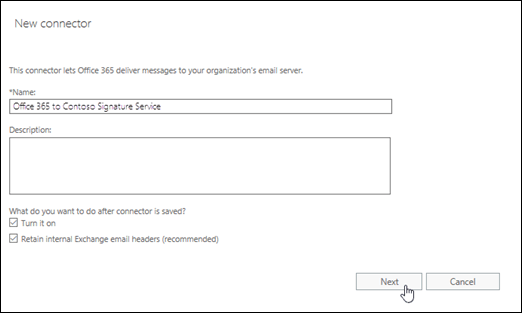 New connector
This connector lets Office 365 deliver messages to your organization's email server.
*Name:
Office 365 to Contoso Signature Service
Description:
What do you want to do after connector is saved?
Turn it on
Retain internal Exchange email headers (recommended)
Next Cancel